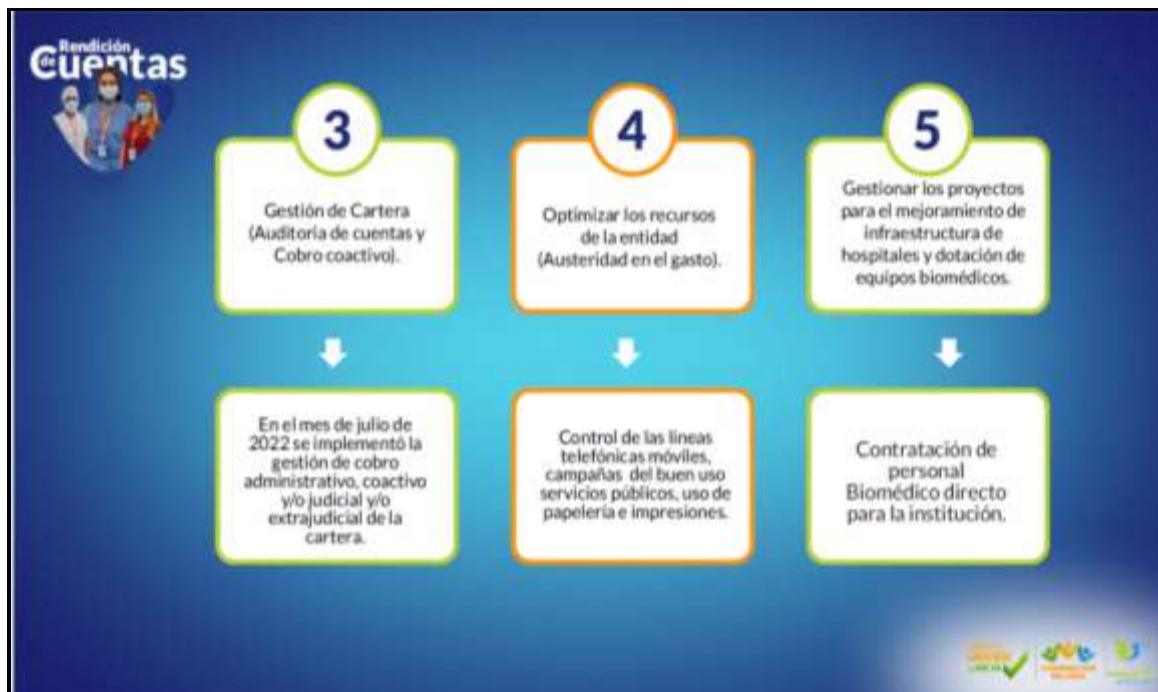 Rendición
de
Cuentas
3
Gestión de Cartera
(Auditoria de cuentas y
Cobro coactivo).
4
Optimizar los recursos
de la entidad
(Austeridad en el gasto).
5
Gestionar los proyectos
para el mejoramiento de
infraestructura de
hospitales y dotación de
equipos biomédicos.
En el mes de julio de
2022 se implementó la
gestión de cobro
administrativo, coactivo
y/o judicial y/o
extrajudicial de la
cartera.
Control de las lineas
telefónicas móviles,
campañas del buen uso
servicios públicos, uso de
papelería e impresiones.
Contratación de
personal
Biomédico directo
para la institución.